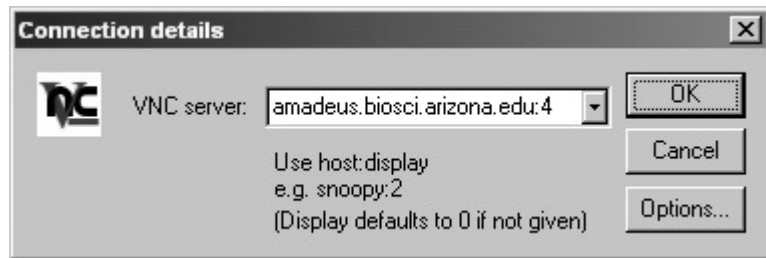 Connection details
VNC
VNC server:
amadeus.biosci.arizona.edu:4
OK
Use host:display
e.g. snoopy:2
(Display defaults to 0 if not given)
Cancel
Options...